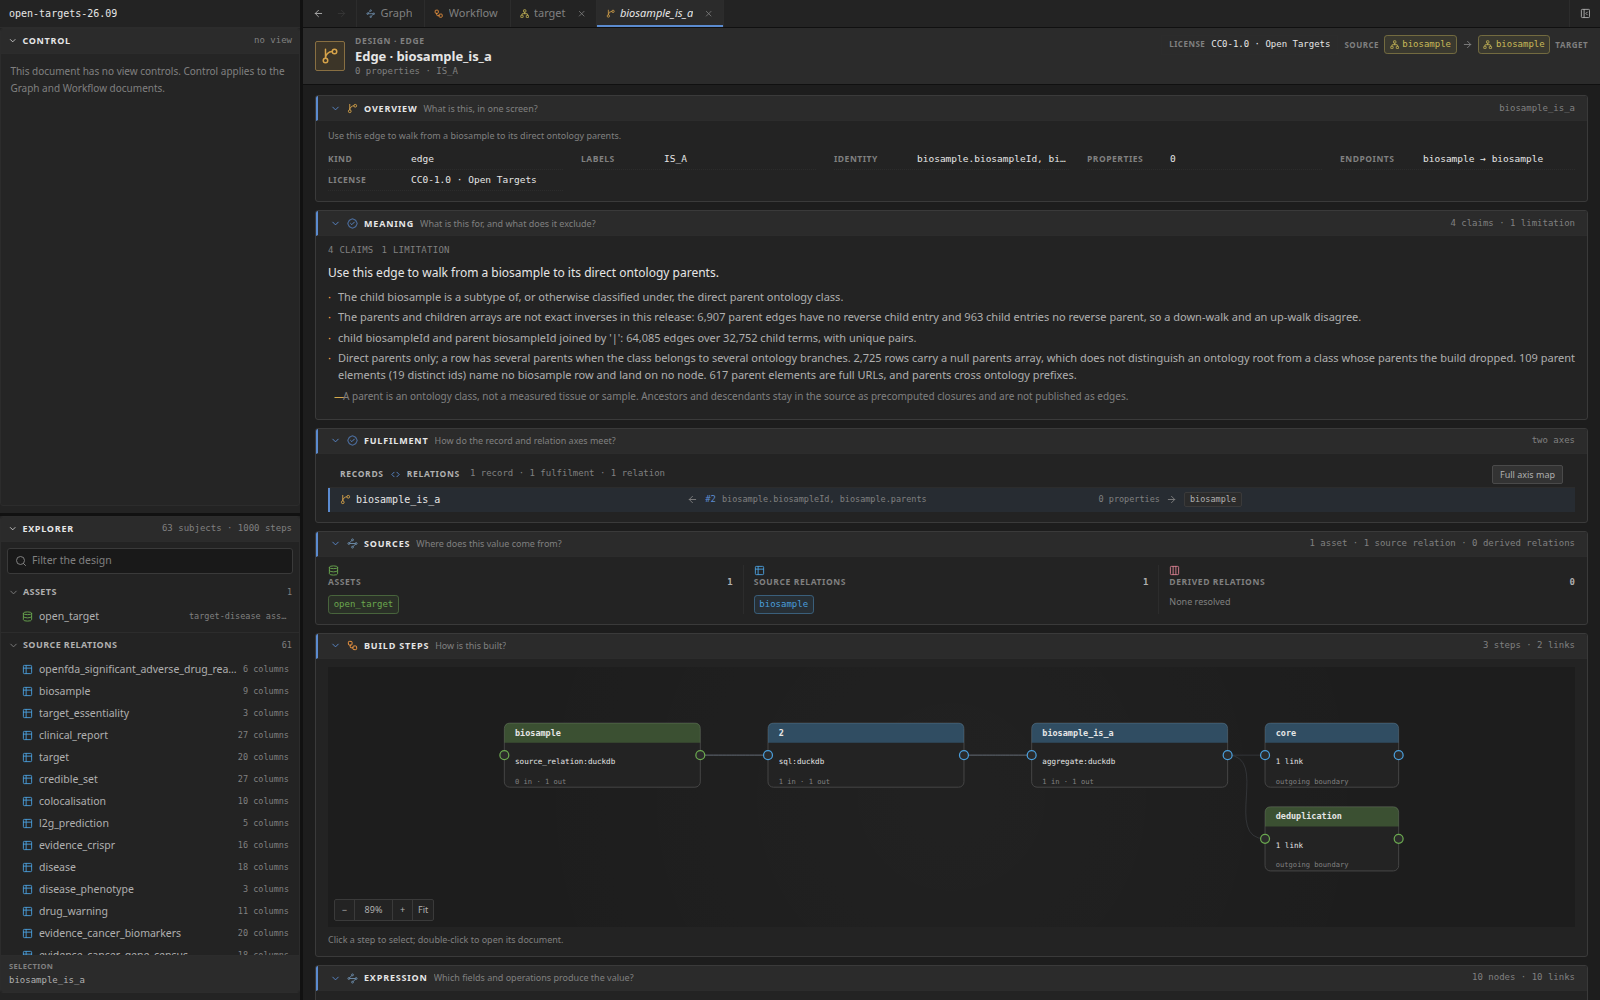 open-targets-26.09
Graph
Workflow
target
biosample_is_a
CONTROL
no view
This document has no view controls. Control applies to the
Graph and Workflow documents.
DESIGN · EDGE
Edge · biosample_is_a
0 properties · IS_A
LICENSE CC0-1.0 · Open Targets
SOURCE biosample → biosample TARGET
OVERVIEW What is this, in one screen?
biosample_is_a
Use this edge to walk from a biosample to its direct ontology parents.
KIND edge
LABELS IS_A
IDENTITY biosample.biosampleId, bi…
PROPERTIES 0
ENDPOINTS biosample → biosample
LICENSE CC0-1.0 · Open Targets
MEANING What is this for, and what does it exclude?
4 claims · 1 limitation
4 CLAIMS 1 LIMITATION
Use this edge to walk from a biosample to its direct ontology parents.
· The child biosample is a subtype of, or otherwise classified under, the direct parent ontology class.
· The parents and children arrays are not exact inverses in this release: 6,907 parent edges have no reverse child entry and 963 child entries no reverse parent, so a down-walk and an up-walk disagree.
· child biosampleId and parent biosampleId joined by '|': 64,085 edges over 32,752 child terms, with unique pairs.
· Direct parents only; a row has several parents when the class belongs to several ontology branches. 2,725 rows carry a null parents array, which does not distinguish an ontology root from a class whose parents the build dropped. 109 parent
elements (19 distinct ids) name no biosample row and land on no node. 617 parent elements are full URLs, and parents cross ontology prefixes.
—A parent is an ontology class, not a measured tissue or sample. Ancestors and descendants stay in the source as precomputed closures and are not published as edges.
FULFILMENT How do the record and relation axes meet?
two axes
RECORDS <> RELATIONS 1 record · 1 fulfilment · 1 relation
Full axis map
biosample_is_a
← #2 biosample.biosampleId, biosample.parents
0 properties → biosample
SOURCES Where does this value come from?
1 asset · 1 source relation · 0 derived relations
ASSETS 1
open_target
SOURCE RELATIONS 1
biosample
DERIVED RELATIONS 0
None resolved
BUILD STEPS How is this built?
3 steps · 2 links
biosample
source_relation:duckdb
0 in · 1 out
2
sql:duckdb
1 in · 1 out
biosample_is_a
aggregate:duckdb
1 in · 1 out
core
1 link
outgoing boundary
deduplication
1 link
outgoing boundary
− 89% + Fit
Click a step to select; double-click to open its document.
EXPRESSION Which fields and operations produce the value?
10 nodes · 10 links
EXPLORER
63 subjects · 1000 steps
Filter the design
ASSETS 1
open_target target-disease ass…
SOURCE RELATIONS 61
openfda_significant_adverse_drug_rea… 6 columns
biosample 9 columns
target_essentiality 3 columns
clinical_report 27 columns
target 20 columns
credible_set 27 columns
colocalisation 10 columns
l2g_prediction 5 columns
evidence_crispr 16 columns
disease 18 columns
disease_phenotype 3 columns
drug_warning 11 columns
evidence_cancer_biomarkers 20 columns
evidence_cancer_gene_census 18 columns
SELECTION
biosample_is_a